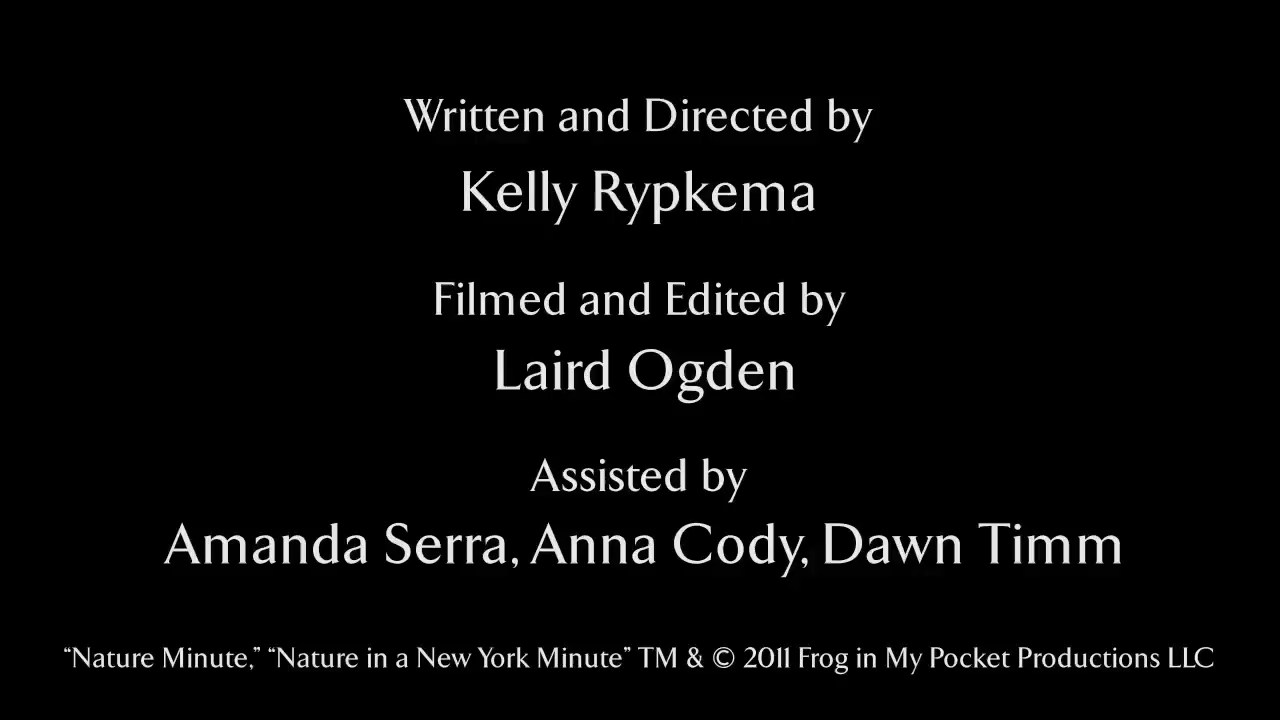 Written and Directed by
Kelly Rypkema
Filmed and Edited by
Laird Ogden
Assisted by
Amanda Serra, Anna Cody, Dawn Timm
“Nature Minute,” “Nature in a New York Minute” TM & © 2011 Frog in My Pocket Productions LLC